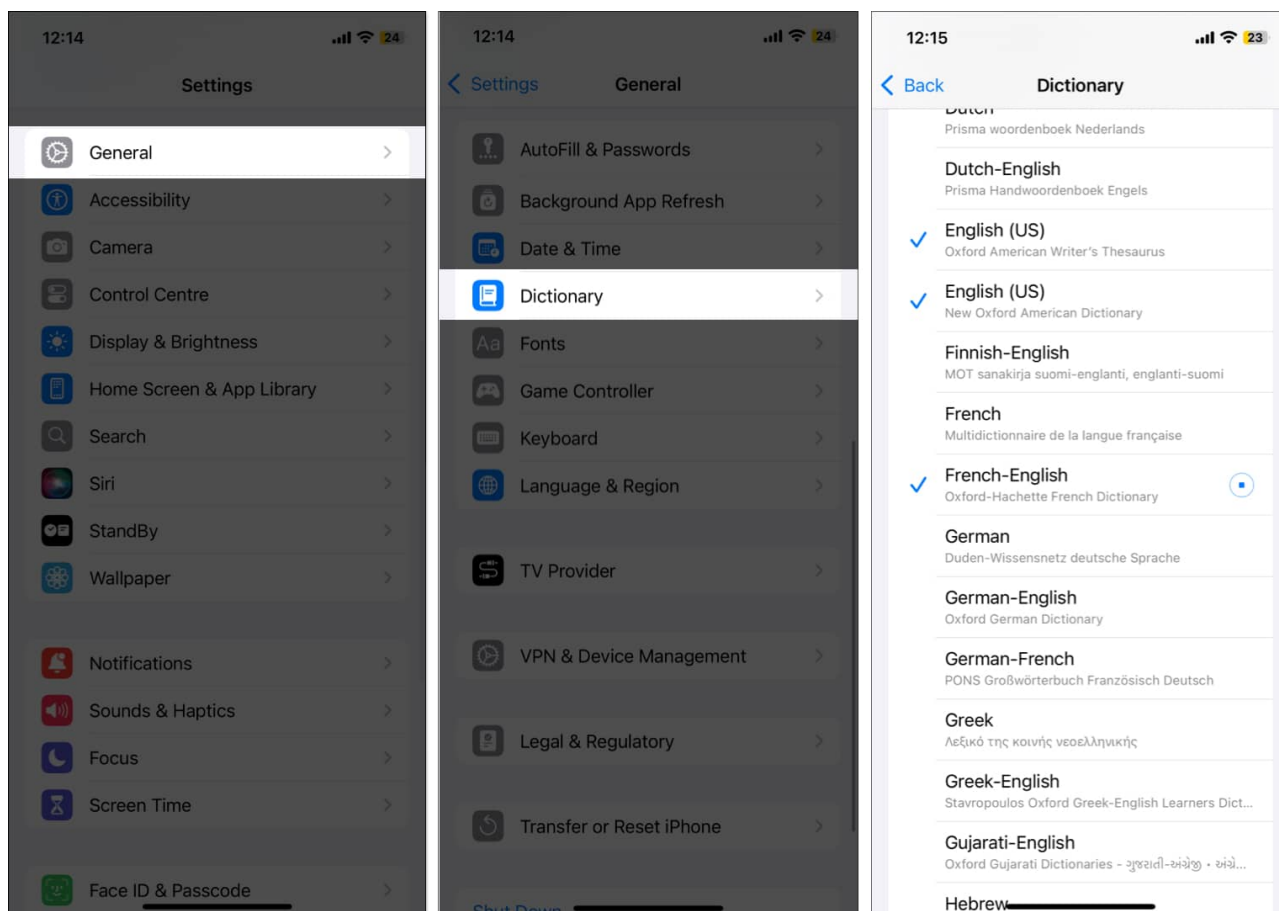 12:14
24
Settings
General
Accessibility
Camera
Control Centre
Display & Brightness
Home Screen & App Library
Search
Siri
StandBy
Wallpaper
Notifications
Sounds & Haptics
Focus
Screen Time
Face ID & Passcode
12:14
24
Settings
General
AutoFill & Passwords
Background App Refresh
Date & Time
Dictionary
Aa
Fonts
Game Controller
Keyboard
Language & Region
TV Provider
VPN & Device Management
Legal & Regulatory
Transfer or Reset iPhone
Shut Down
12:15
23
Back
Dictionary
Dutch
Prisma woordenboek Nederlands
Dutch-English
Prisma Handwoordenboek Engels
English (US)
Oxford American Writer's Thesaurus
English (US)
New Oxford American Dictionary
Finnish-English
MOT sanakirja suomi-englanti, englanti-suomi
French
Multidictionnaire de la langue française
French-English
Oxford-Hachette French Dictionary
German
Duden-Wissensnetz deutsche Sprache
German-English
Oxford German Dictionary
German-French
PONS Großwörterbuch Französisch Deutsch
Greek
Λεξικό της κοινής νεοελληνικής
Greek-English
Stavropoulos Oxford Greek-English Learners Dict...
Gujarati-English
Oxford Gujarati Dictionaries - ગુજરાતી-અંગ્રેજી • અંગ્રે...
Hebrew